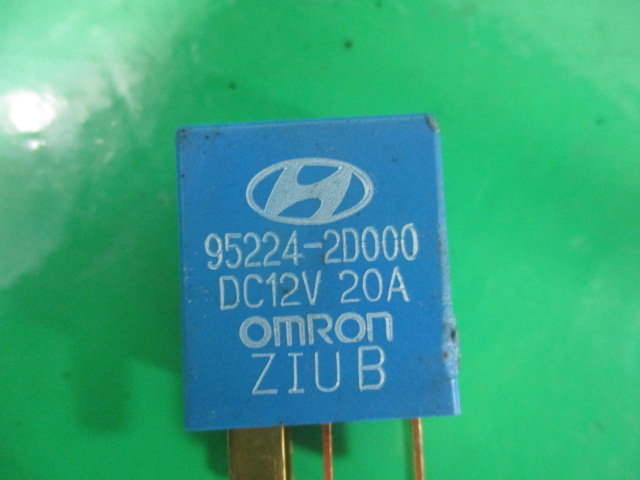 95224-2D000
DC12V 20A
omron
ZIUB